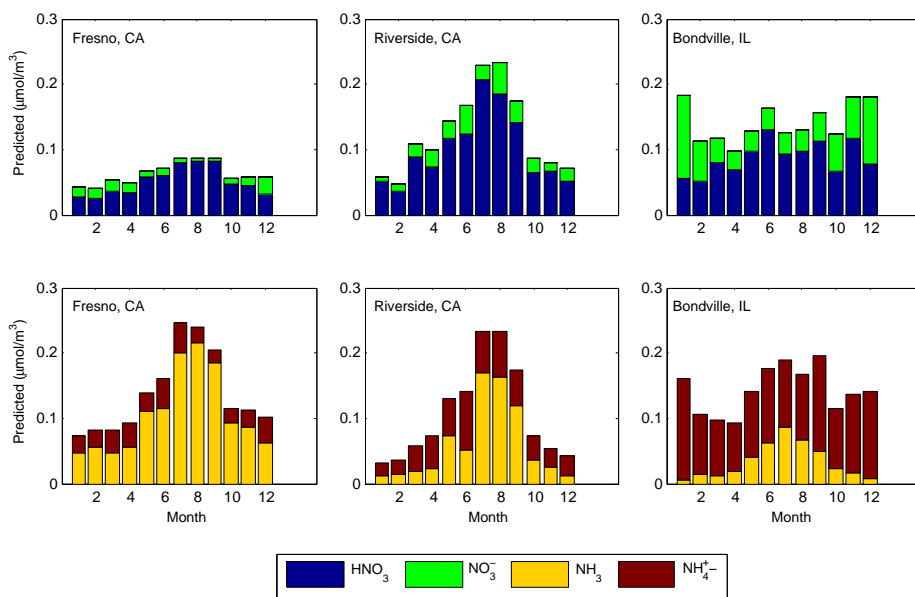 Fresno, CA
Riverside, CA
Bondville, IL
Predicted (μmol/m³)
0.3
0.2
0.1
0
2 4 6 8 10 12
0.3
0.2
0.1
0
2 4 6 8 10 12
0.3
0.2
0.1
0
2 4 6 8 10 12
Fresno, CA
Riverside, CA
Bondville, IL
Predicted (μmol/m³)
0.3
0.2
0.1
0
2 4 6 8 10 12
Month
0.3
0.2
0.1
0
2 4 6 8 10 12
Month
0.3
0.2
0.1
0
2 4 6 8 10 12
Month
HNO₃ NO₃⁻ NH₃ NH₄⁺–